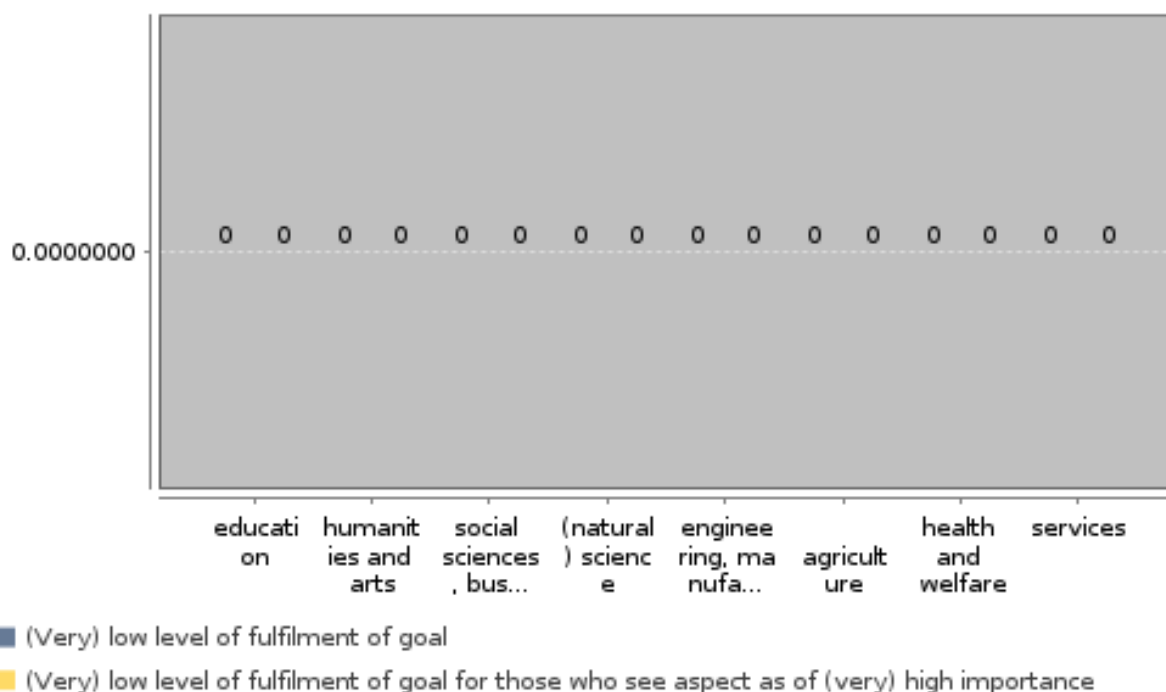 0 0 0 0 0 0 0 0 0 0 0 0 0 0 0 0
0.0000000
educati humanit social (natural enginee health services
on ies and sciences ) scienc ring, ma agricult and
arts , bus... e nufa... ure welfare
(Very) low level of fulfilment of goal
(Very) low level of fulfilment of goal for those who see aspect as of (very) high importance